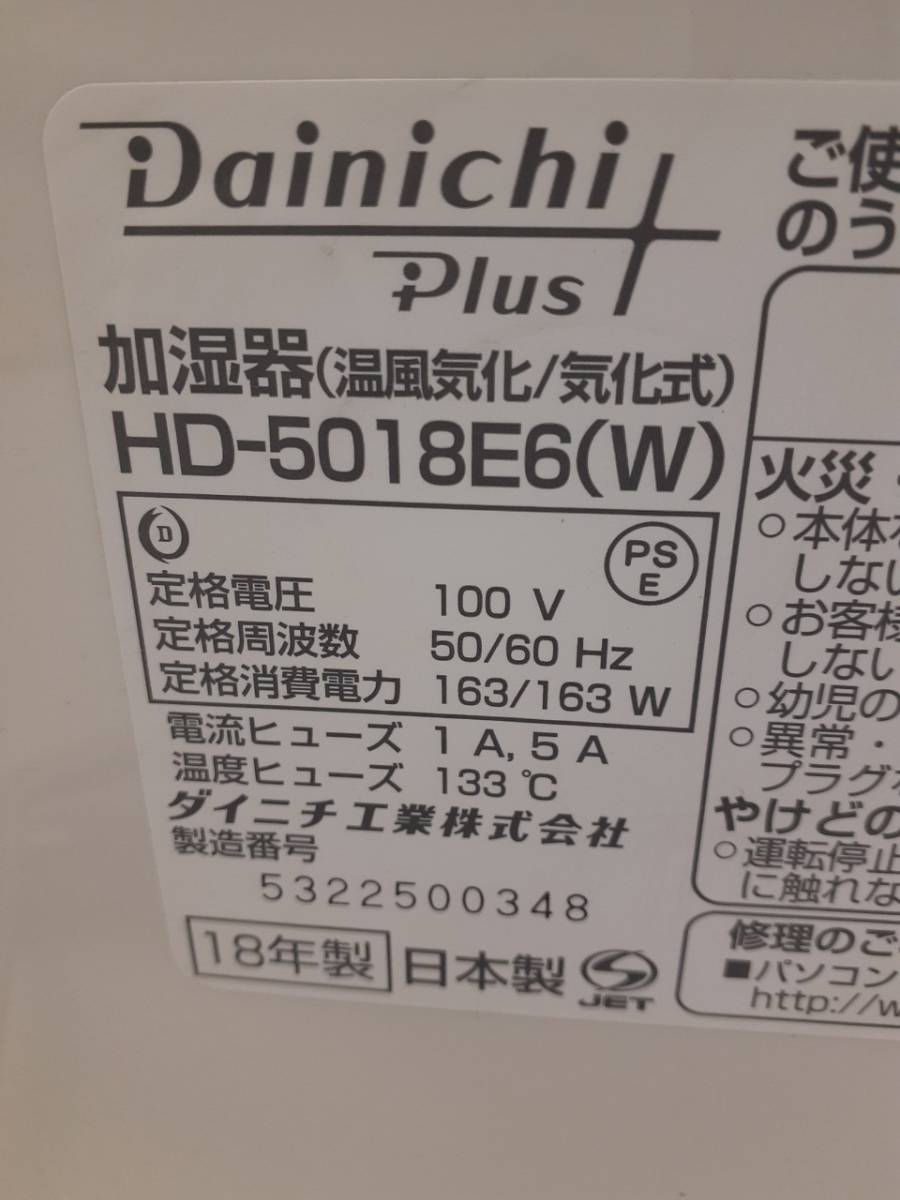 Dainichi
Plus
加湿器(温風気化/気化式)
HD-5018E6(W)
D
PS
E
定格電圧 100 V
定格周波数 50/60 Hz
定格消費電力 163/163 W
電流ヒューズ 1 A, 5 A
温度ヒューズ 133 ℃
ダイニチ工業株式会社
製造番号
5322500348
18年製 日本製
JET
ご使
のう
火災・
○本体
しない
○お客様
しない
○幼児の
○異常・
プラグ
やけどの
○運転停止
に触れな
修理のご
■パソコン
http://w